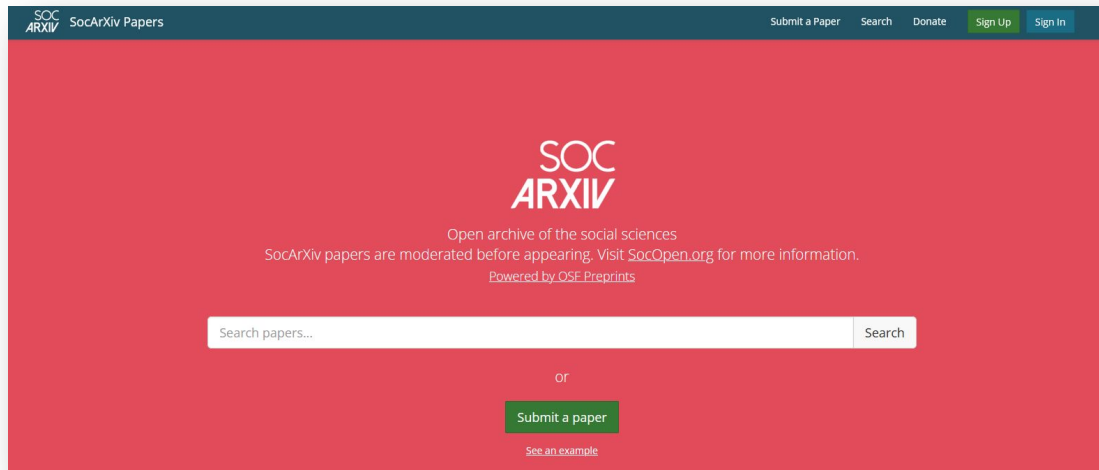 SOC
ARXIV
SocArXiv Papers
Submit a Paper
Search
Donate
Sign Up
Sign In
SOC
ARXIV
Open archive of the social sciences
SocArXiv papers are moderated before appearing. Visit SocOpen.org for more information.
Powered by OSF Preprints
Search papers...
Search
or
Submit a paper
See an example